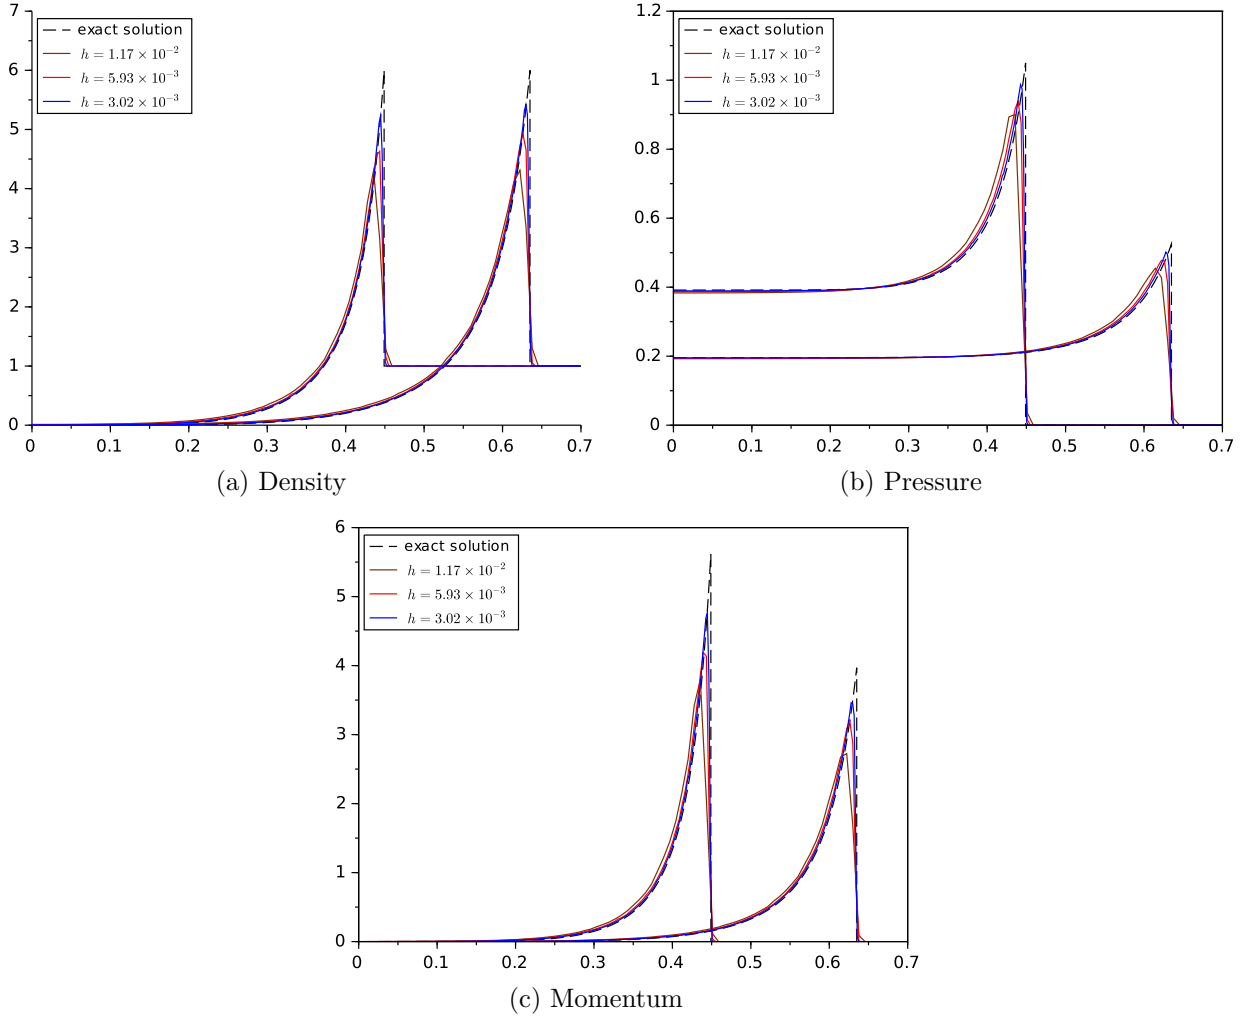 7
6
5
4
3
2
1
0
exact solution
h = 1.17 × 10⁻²
h = 5.93 × 10⁻³
h = 3.02 × 10⁻³
0 0.1 0.2 0.3 0.4 0.5 0.6 0.7
(a) Density
1.2
1
0.8
0.6
0.4
0.2
0
exact solution
h = 1.17 × 10⁻²
h = 5.93 × 10⁻³
h = 3.02 × 10⁻³
0 0.1 0.2 0.3 0.4 0.5 0.6 0.7
(b) Pressure
6
5
4
3
2
1
0
exact solution
h = 1.17 × 10⁻²
h = 5.93 × 10⁻³
h = 3.02 × 10⁻³
0 0.1 0.2 0.3 0.4 0.5 0.6 0.7
(c) Momentum